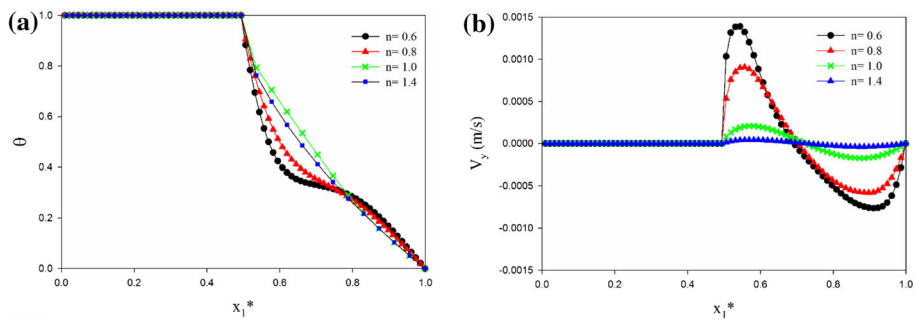 (a)
1.0
0.8
0.6
0.4
0.2
0.0
θ
n= 0.6
n= 0.8
n= 1.0
n= 1.4
0.0 0.2 0.4 0.6 0.8 1.0
x₁*
(b)
0.0015
0.0010
0.0005
0.0000
-0.0005
-0.0010
-0.0015
Vy (m/s)
n= 0.6
n= 0.8
n= 1.0
n= 1.4
0.0 0.2 0.4 0.6 0.8 1.0
x₁*